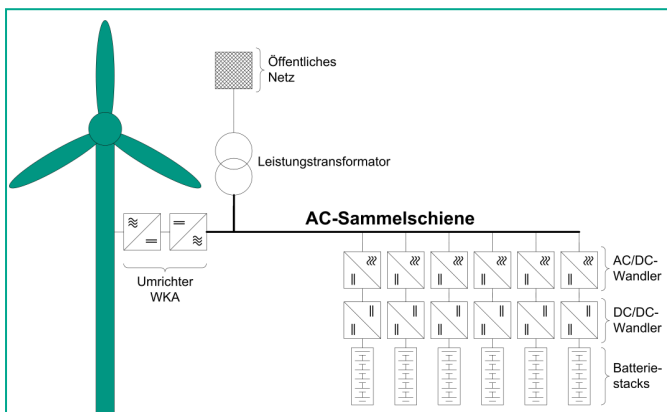 Öffentliches
Netz
Leistungstransformator
AC-Sammelschiene
Umrichter
WKA
AC/DC-
Wandler
DC/DC-
Wandler
Batterie-
stacks